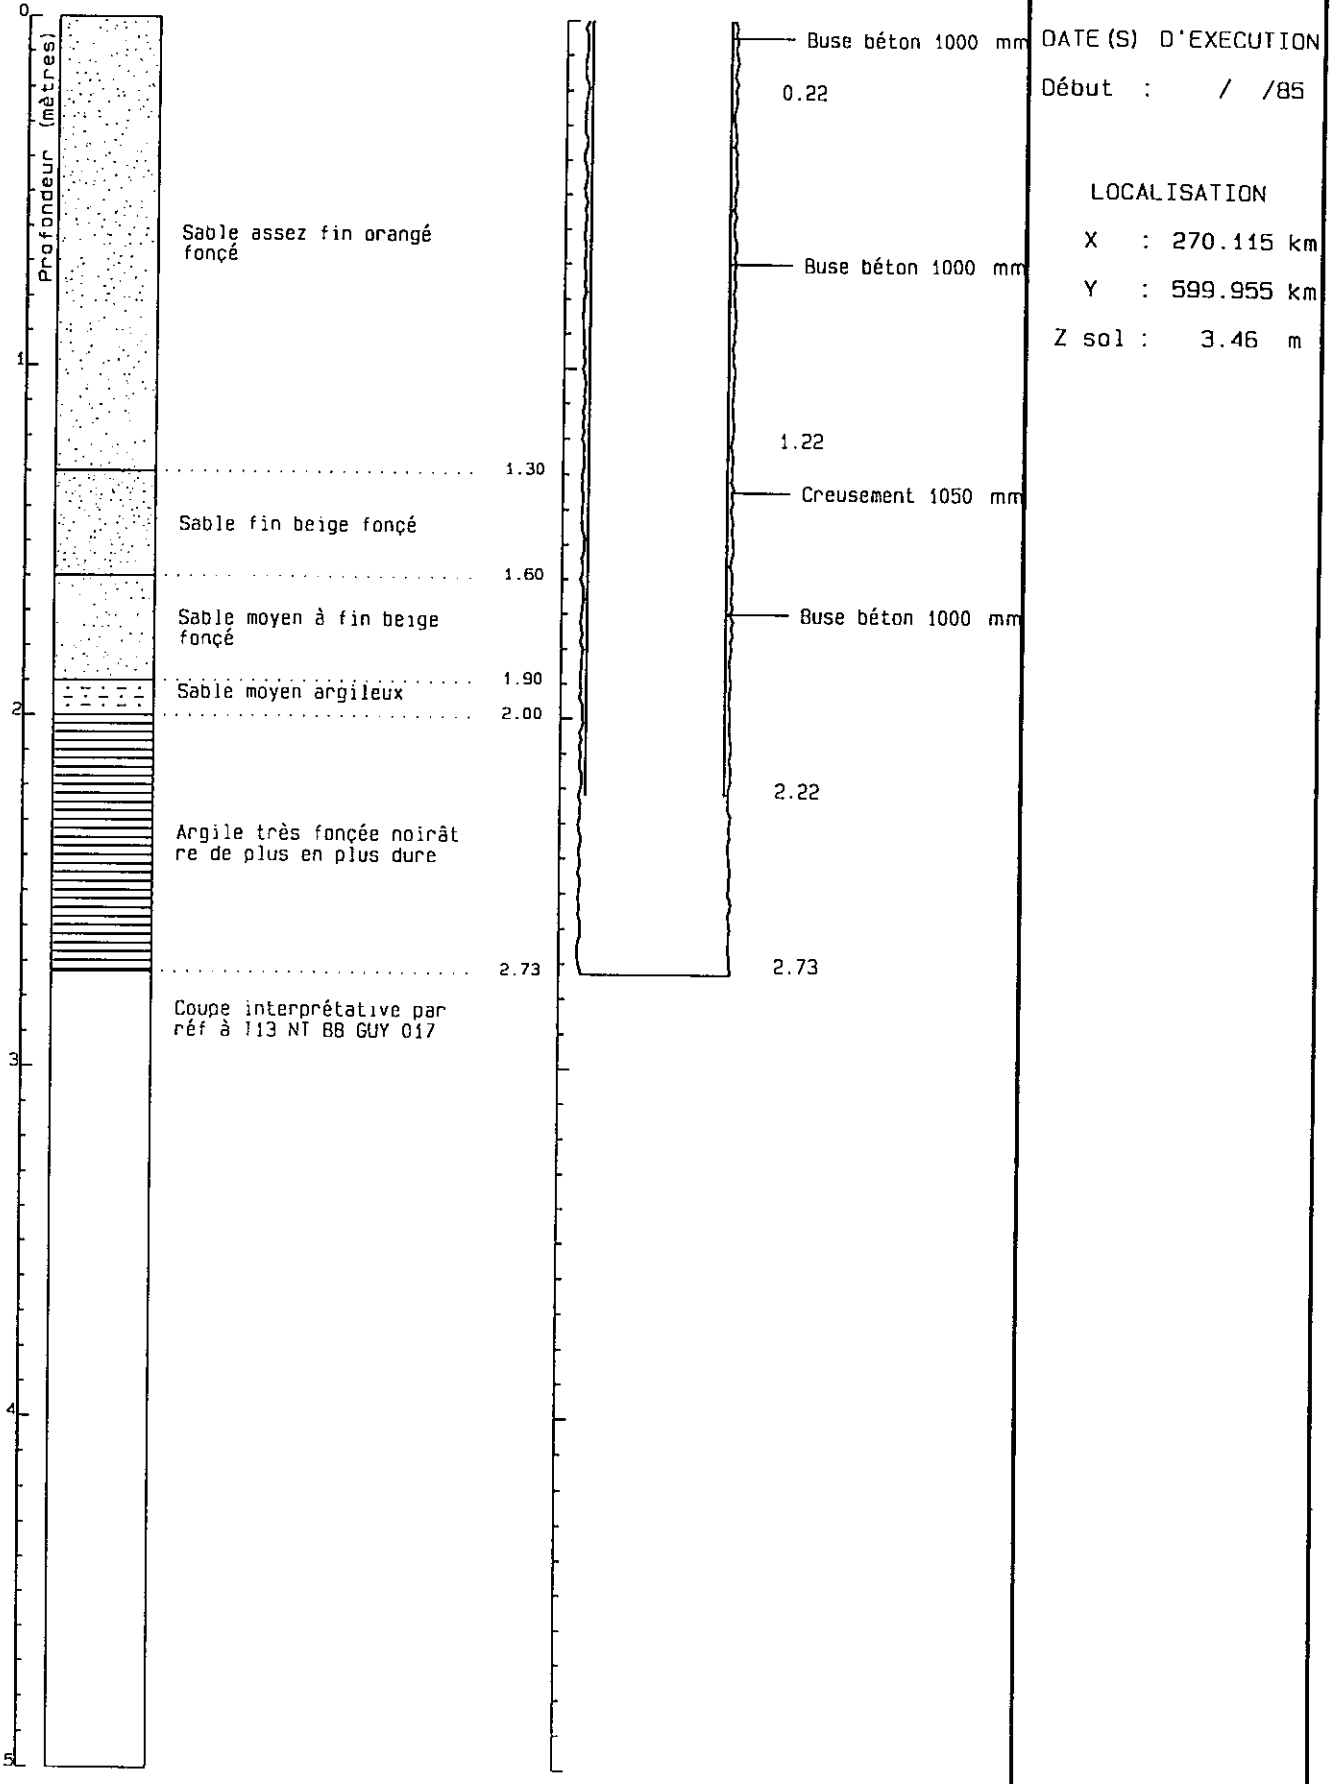 0
Profondeur (mètres)
1
2
3
4
5
Sable assez fin orangé
fonçé
1.30
Sable fin beige fonçé
1.60
Sable moyen à fin beige
fonçé
1.90
Sable moyen argileux
2.00
Argile très fonçée noirât
re de plus en plus dure
2.73
Coupe interprétative par
réf à 113 NT BB GUY 017
Buse béton 1000 mm
0.22
Buse béton 1000 mm
1.22
Creusement 1050 mm
Buse béton 1000 mm
2.22
2.73
DATE(S) D'EXECUTION
Début : / /85
LOCALISATION
X : 270.115 km
Y : 599.955 km
Z sol : 3.46 m